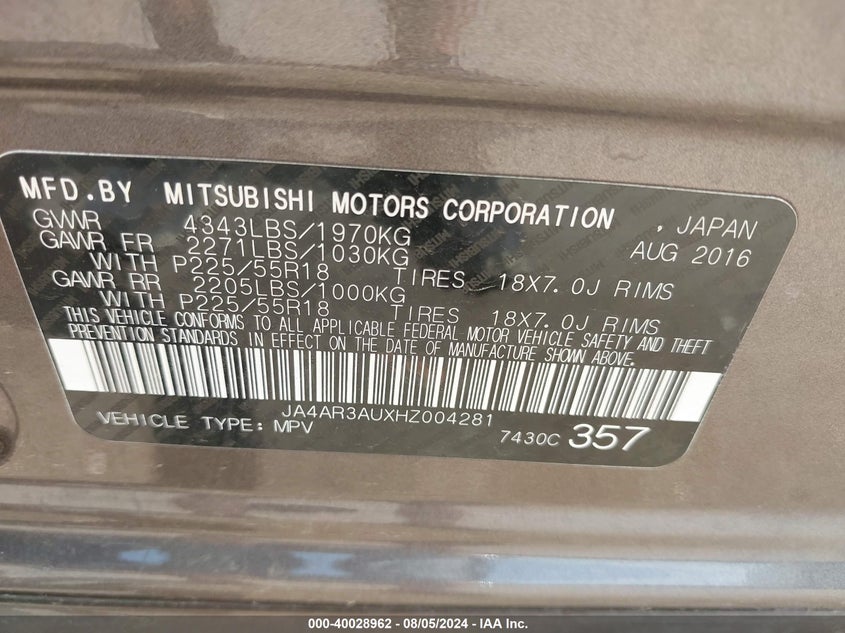 MFD.BY MITSUBISHI MOTORS CORPORATION , JAPAN
GWWR 4343LBS/1970KG AUG 2016
GAWR FR 2271LBS/1030KG
WITH P225/55R18 TIRES 18X7.0J RIMS
GAWR RR 2205LBS/1000KG
WITH P225/55R18 TIRES 18X7.0J RIMS
THIS VEHICLE CONFORMS TO ALL APPLICABLE FEDERAL MOTOR VEHICLE SAFETY AND THEFT
PREVENTION STANDARDS IN EFFECT ON THE DATE OF MANUFACTURE SHOWN ABOVE.
JA4AR3AUXHZ004281
VEHICLE TYPE: MPV 7430C 357
000-40028962 - 08/05/2024 - IAA Inc.